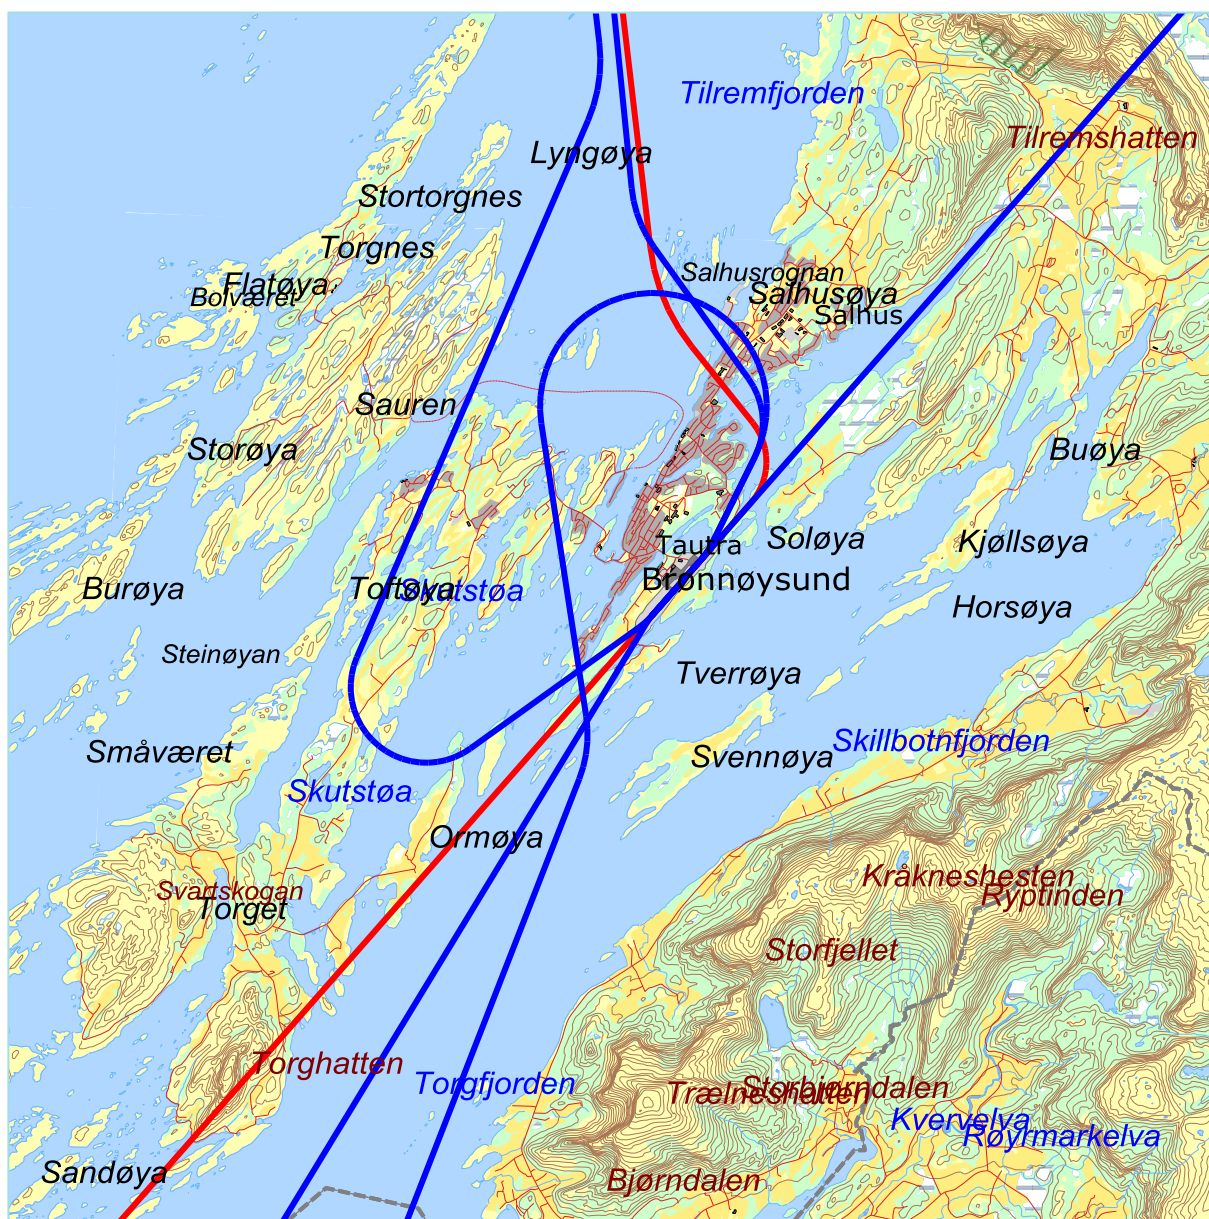 Tilremfjorden
Tilremshatten
Lyngøya
Stortorgnes
Torgnes
Salhusrognan
Flatøya
Bolværet
Salhusøya
Salhus
Sauren
Storøya
Buøya
Soløya
Kjøllsøya
Tautra
Brønnøysund
Burøya
Toftøya
Skutstøa
Horsøya
Steinøyan
Tverrøya
Småværet
Svennøya
Skillbotnfjorden
Skutstøa
Ormøya
Kråkneshesten
Svartskogan
Ryptinden
Torget
Storfjellet
Torghatten
Torgfjorden
Storbjørndalen
Trælneshatten
Kvervelva
Røyrmarkelva
Sandøya
Bjørndalen